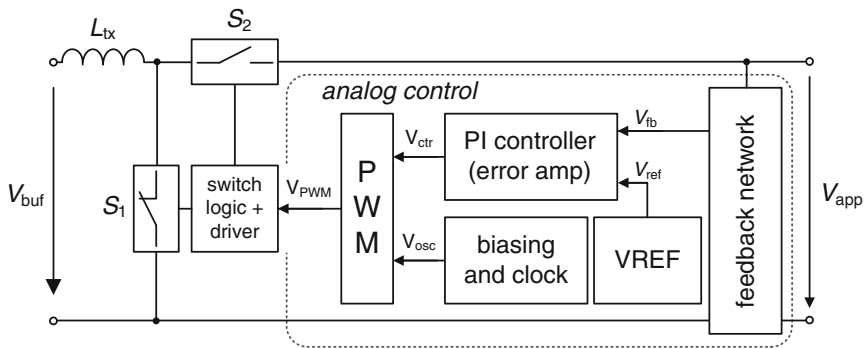 Ltx
S2
analog control
Vbuf
S1
switch
logic +
driver
VPWM
P
W
M
Vctr
PI controller
(error amp)
Vfb
Vref
Vosc
biasing
and clock
VREF
feedback network
Vapp